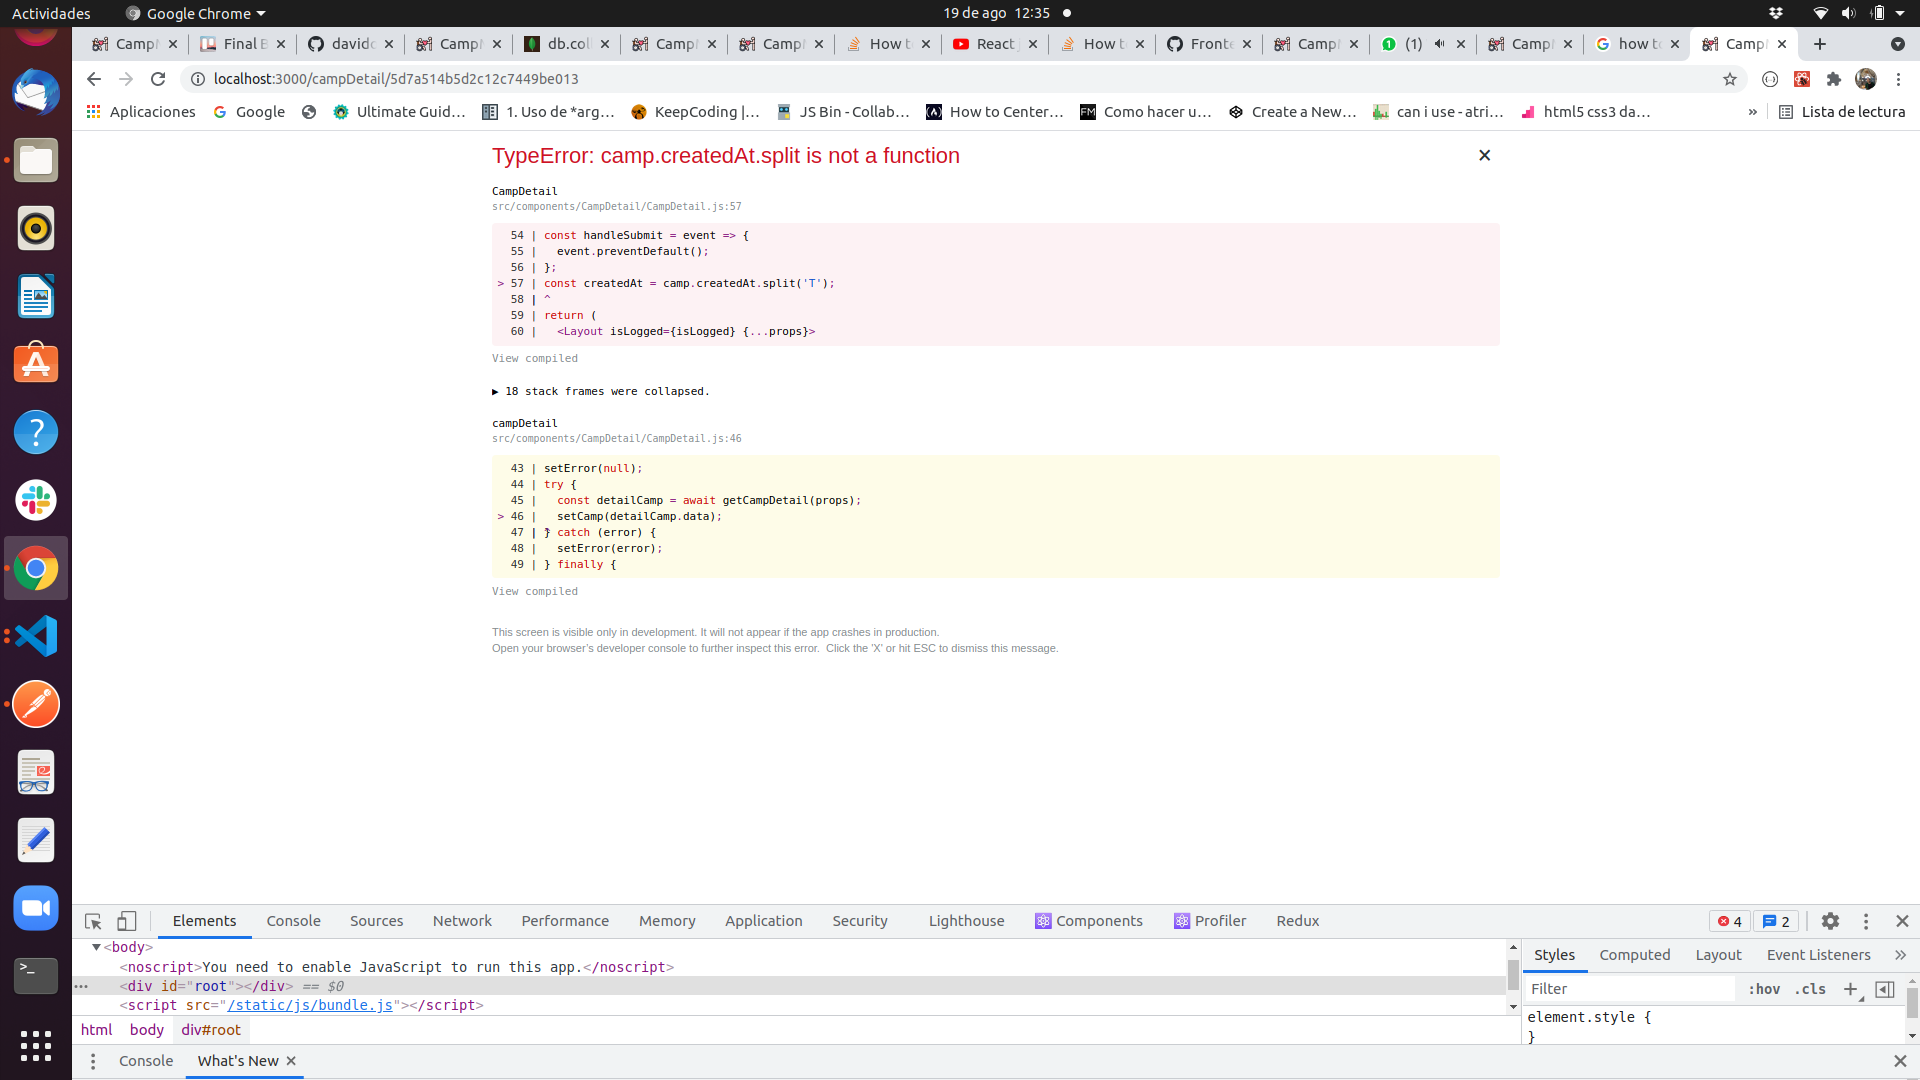 Actividades
Google Chrome
19 de ago 12:35
Camp
Final B
davido
Camp
db.col
Camp
Camp
How to
React
How to
Fronte
Camp
(1)
Camp
how to
Camp
localhost:3000/campDetail/5d7a514b5d2c12c7449be013
Aplicaciones
Google
Ultimate Guid…
1. Uso de *arg…
KeepCoding |…
JS Bin - Collab…
How to Center…
Como hacer u…
Create a New…
can i use - atri…
html5 css3 da…
»
Lista de lectura
TypeError: camp.createdAt.split is not a function
×
CampDetail
src/components/CampDetail/CampDetail.js:57
54 | const handleSubmit = event => {
55 |   event.preventDefault();
56 | };
> 57 | const createdAt = camp.createdAt.split('T');
58 | ^
59 | return (
60 |   <Layout isLogged={isLogged} {...props}>
View compiled
▶ 18 stack frames were collapsed.
campDetail
src/components/CampDetail/CampDetail.js:46
43 | setError(null);
44 | try {
45 |   const detailCamp = await getCampDetail(props);
> 46 |   setCamp(detailCamp.data);
47 | } catch (error) {
48 |   setError(error);
49 | } finally {
View compiled
This screen is visible only in development. It will not appear if the app crashes in production.
Open your browser’s developer console to further inspect this error.  Click the 'X' or hit ESC to dismiss this message.
Elements
Console
Sources
Network
Performance
Memory
Application
Security
Lighthouse
Components
Profiler
Redux
4
2
<body>
<noscript>You need to enable JavaScript to run this app.</noscript>
<div id="root"></div> == $0
<script src="/static/js/bundle.js"></script>
html
body
div#root
Styles
Computed
Layout
Event Listeners
»
Filter
:hov
.cls
+
element.style {
}
Console
What's New